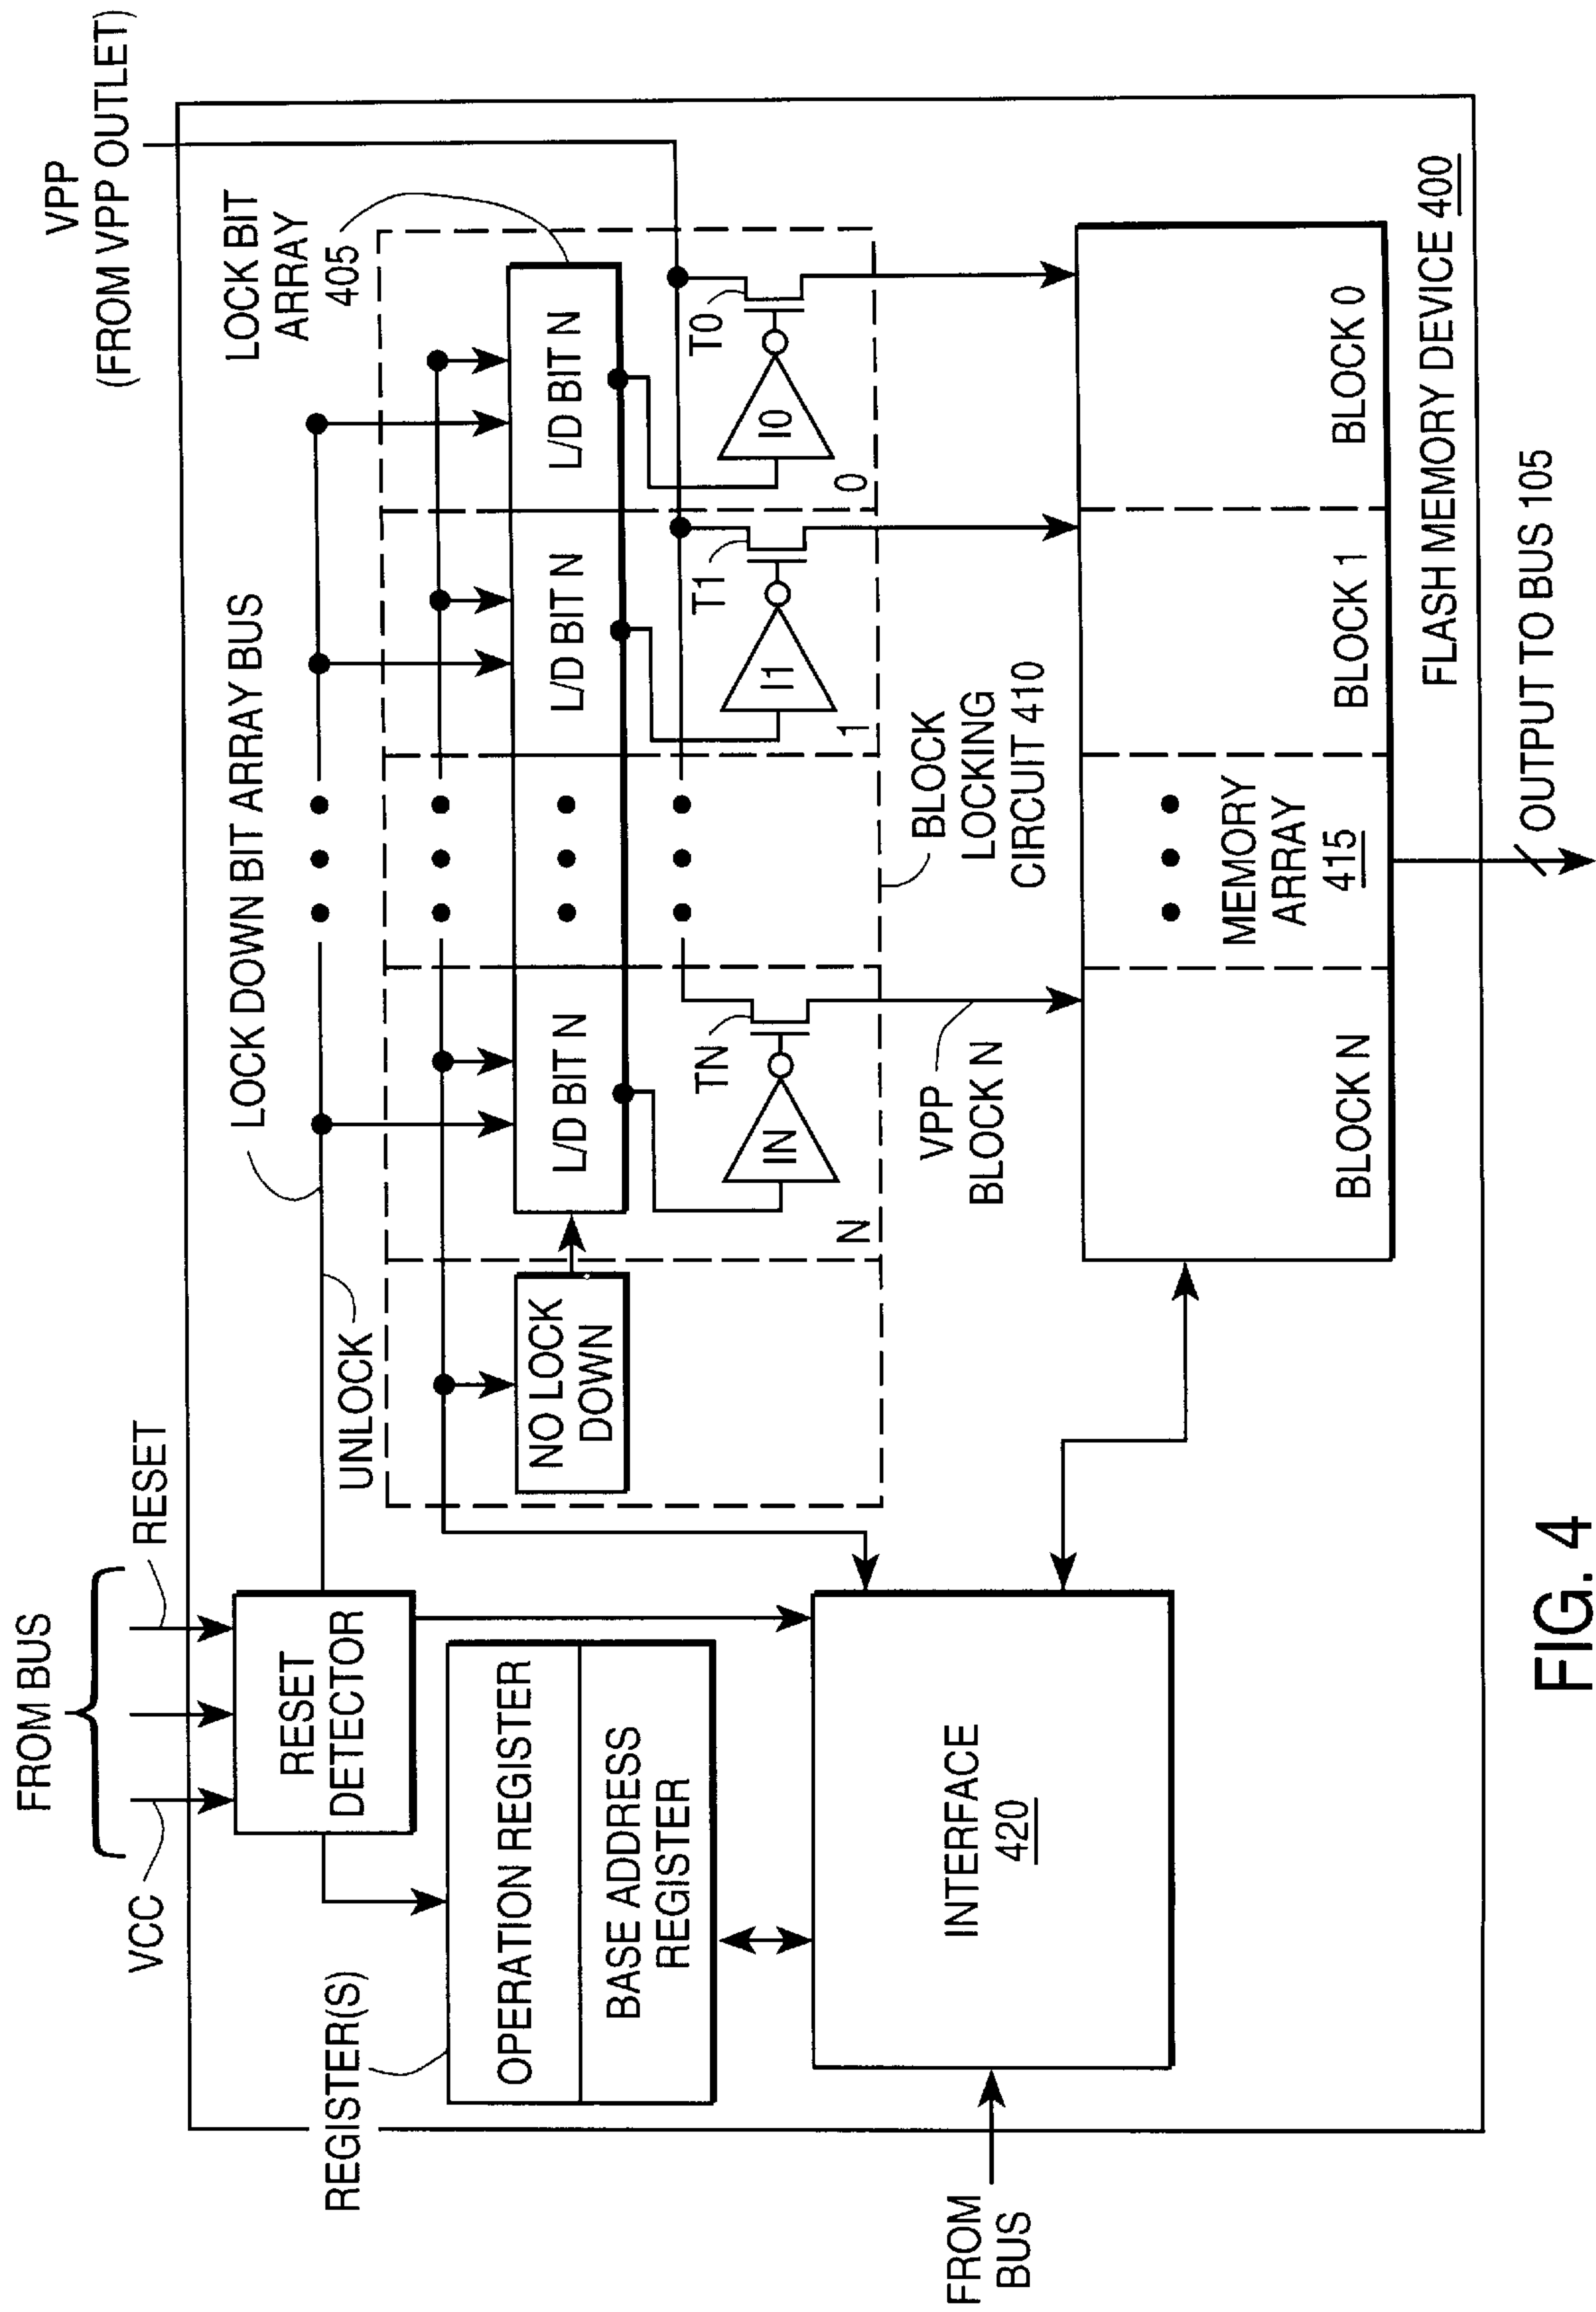 FROM BUS
VCC
RESET
RESET
DETECTOR
REGISTER(S)
OPERATION REGISTER
BASE ADDRESS
REGISTER
INTERFACE
420
FROM
BUS
UNLOCK
LOCK DOWN BIT ARRAY BUS
LOCK BIT
ARRAY
405
VPP
(FROM VPP OUTLET)
NO LOCK
DOWN
L/D BIT N
L/D BIT N
L/D BIT N
IN
TN
N
I1
T1
1
I0
T0
0
VPP
BLOCK N
BLOCK
LOCKING
CIRCUIT 410
BLOCK N
MEMORY
ARRAY
415
BLOCK 1
BLOCK 0
FLASH MEMORY DEVICE 400
OUTPUT TO BUS 105
FIG. 4